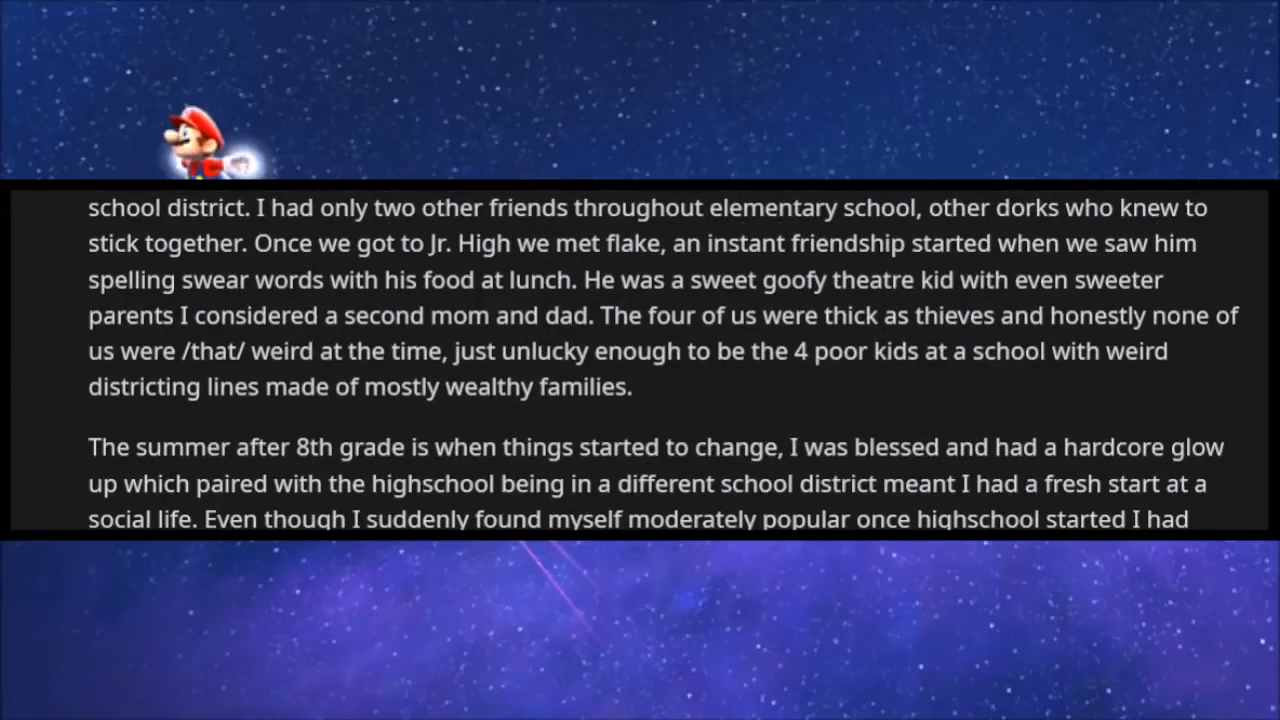 school district. I had only two other friends throughout elementary school, other dorks who knew to
stick together. Once we got to Jr. High we met flake, an instant friendship started when we saw him
spelling swear words with his food at lunch. He was a sweet goofy theatre kid with even sweeter
parents I considered a second mom and dad. The four of us were thick as thieves and honestly none of
us were /that/ weird at the time, just unlucky enough to be the 4 poor kids at a school with weird
districting lines made of mostly wealthy families.
The summer after 8th grade is when things started to change, I was blessed and had a hardcore glow
up which paired with the highschool being in a different school district meant I had a fresh start at a
social life. Even though I suddenly found myself moderately popular once highschool started I had